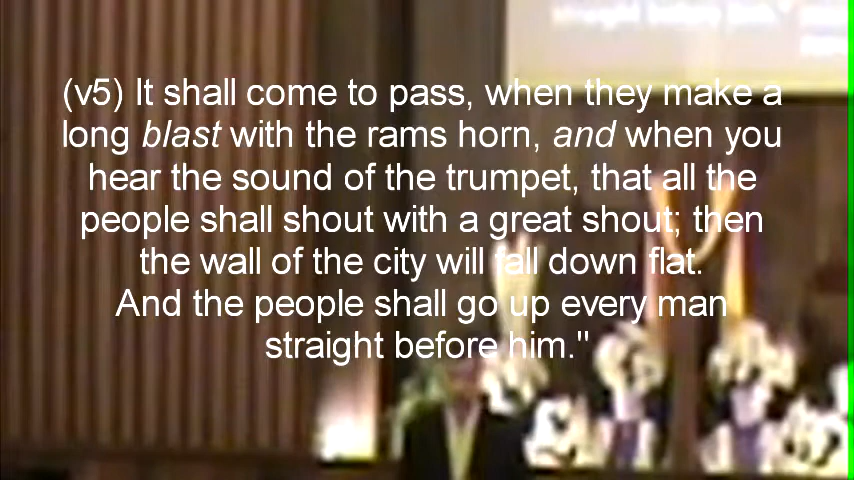 (v5) It shall come to pass, when they make a
long blast with the rams horn, and when you
hear the sound of the trumpet, that all the
people shall shout with a great shout; then
the wall of the city will fall down flat.
And the people shall go up every man
straight before him."